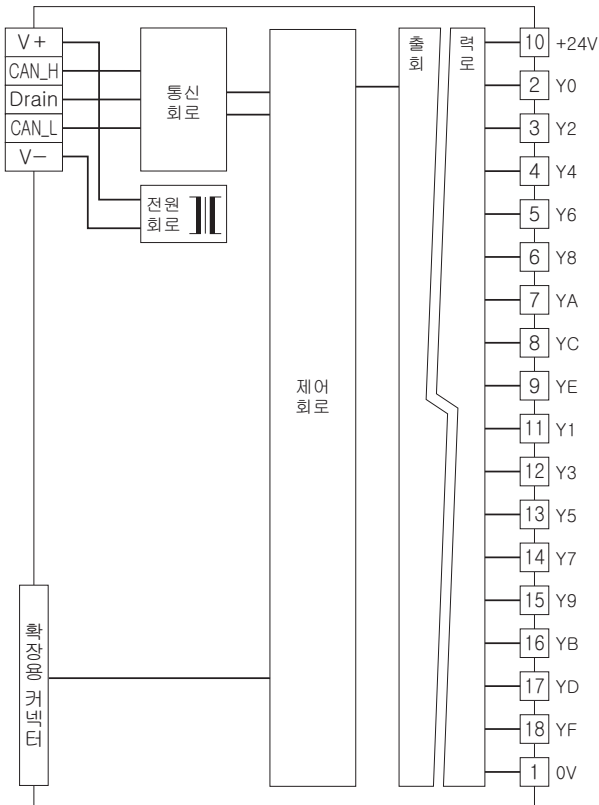 V+
CAN_H
Drain
CAN_L
V−
통신
회로
전원
회로
제어
회로
출 력
회 로
확장용 커넥터
10 +24V
2 Y0
3 Y2
4 Y4
5 Y6
6 Y8
7 YA
8 YC
9 YE
11 Y1
12 Y3
13 Y5
14 Y7
15 Y9
16 YB
17 YD
18 YF
1 0V